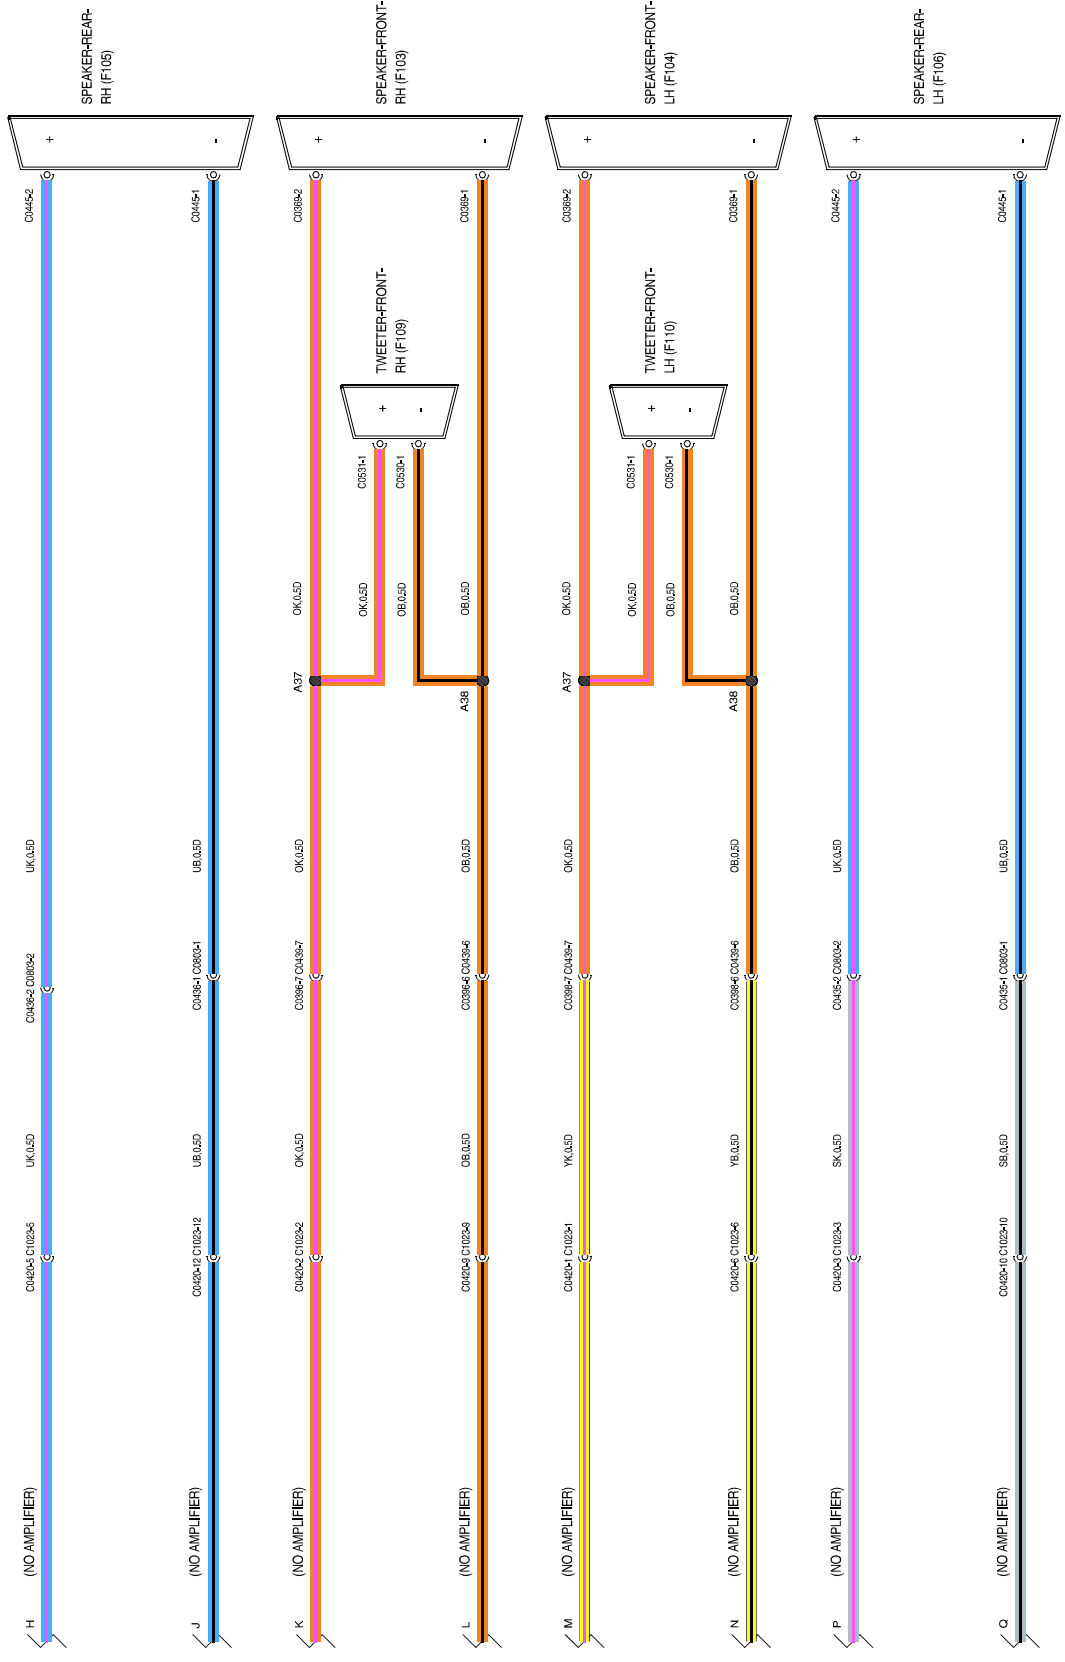 SPEAKER-REAR-
RH (F105)
+
-
C0445-2
C0445-1
UK,0.5D
UB,0.5D
C0436-2 C0803-2
C0436-1 C0803-1
UK,0.5D
UB,0.5D
C0420-5 C1023-5
C0420-12 C1023-12
(NO AMPLIFIER)
(NO AMPLIFIER)
H
J
SPEAKER-FRONT-
RH (F103)
+
-
C0369-2
C0369-1
TWEETER-FRONT-
RH (F109)
+
-
C0531-1
C0530-1
OK,0.5D
OK,0.5D
OB,0.5D
OB,0.5D
A37
A38
OK,0.5D
OB,0.5D
C0396-7 C0439-7
C0396-6 C0439-6
OK,0.5D
OB,0.5D
C0420-2 C1023-2
C0420-9 C1023-9
(NO AMPLIFIER)
(NO AMPLIFIER)
K
L
SPEAKER-FRONT-
LH (F104)
+
-
C0369-2
C0369-1
TWEETER-FRONT-
LH (F110)
+
-
C0531-1
C0530-1
OK,0.5D
OK,0.5D
OB,0.5D
OB,0.5D
A37
A38
OK,0.5D
OB,0.5D
C0398-7 C0439-7
C0398-6 C0439-6
YK,0.5D
YB,0.5D
C0420-1 C1023-1
C0420-6 C1023-6
(NO AMPLIFIER)
(NO AMPLIFIER)
M
N
SPEAKER-REAR-
LH (F106)
+
-
C0445-2
C0445-1
UK,0.5D
UB,0.5D
C0435-2 C0803-2
C0435-1 C0803-1
SK,0.5D
SB,0.5D
C0420-3 C1023-3
C0420-10 C1023-10
(NO AMPLIFIER)
(NO AMPLIFIER)
P
Q